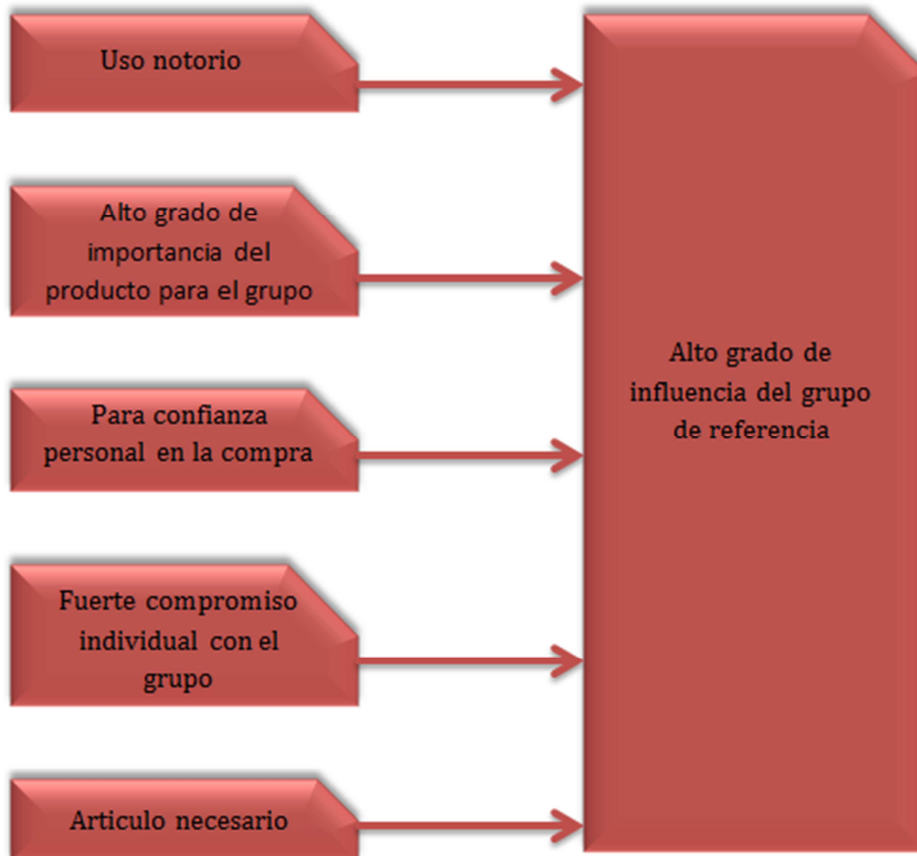 Uso notorio
Alto grado de
importancia del
producto para el grupo
Para confianza
personal en la compra
Fuerte compromiso
individual con el
grupo
Articulo necesario
Alto grado de
influencia del grupo
de referencia